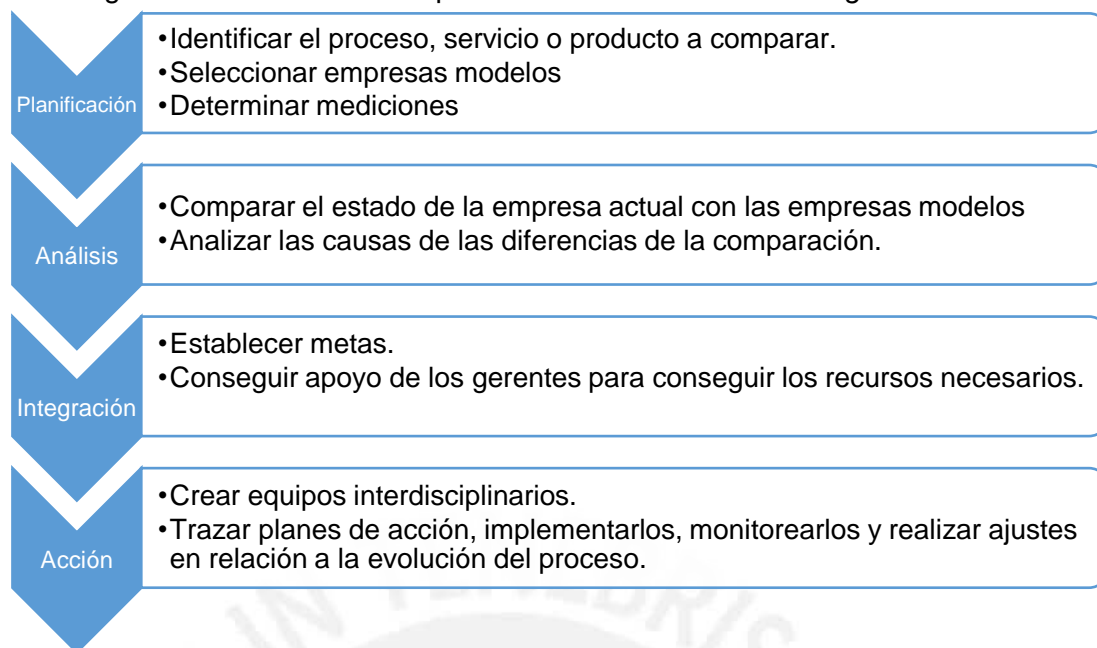 Planificación
•Identificar el proceso, servicio o producto a comparar.
•Seleccionar empresas modelos
•Determinar mediciones
Análisis
•Comparar el estado de la empresa actual con las empresas modelos
•Analizar las causas de las diferencias de la comparación.
Integración
•Establecer metas.
•Conseguir apoyo de los gerentes para conseguir los recursos necesarios.
Acción
•Crear equipos interdisciplinarios.
•Trazar planes de acción, implementarlos, monitorearlos y realizar ajustes
en relación a la evolución del proceso.